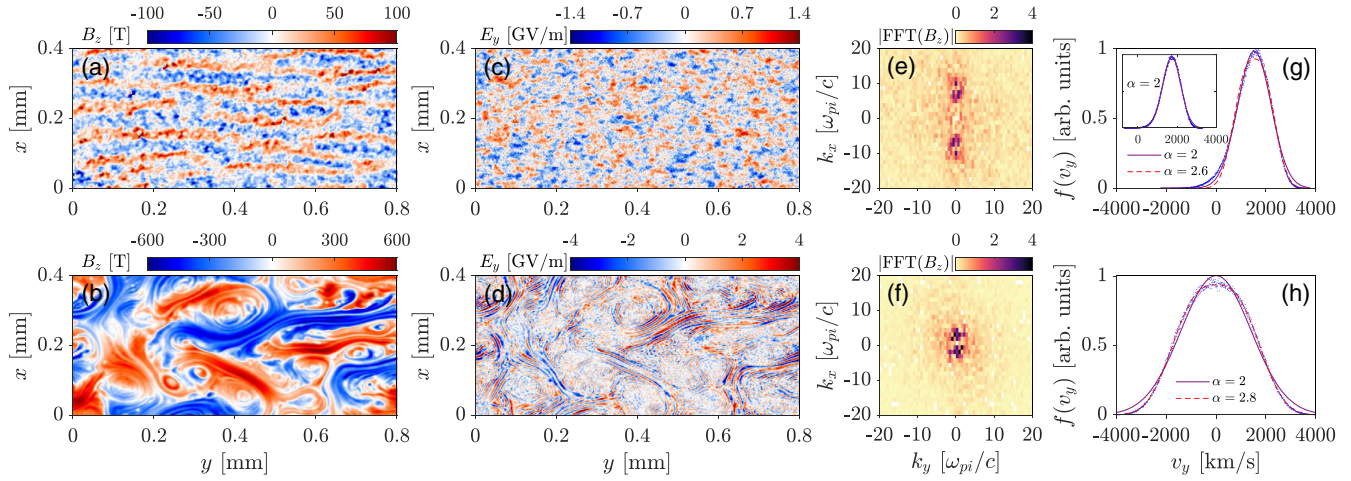 -100 -50 0 50 100
B_z [T]
(a)
x [mm]
0.4
0.2
0
0 0.2 0.4 0.6 0.8
-1.4 -0.7 0 0.7 1.4
E_y [GV/m]
(c)
x [mm]
0.4
0.2
0
0 0.2 0.4 0.6 0.8
0 2 4
|FFT(B_z)|
(e)
k_x [ω_{pi}/c]
20
10
0
-10
-20
-20 -10 0 10 20
(g)
f(v_y) [arb. units]
1
0.5
0
α = 2
0 2000 4000
α = 2
α = 2.6
-4000 -2000 0 2000 4000
-600 -300 0 300 600
B_z [T]
(b)
x [mm]
0.4
0.2
0
0 0.2 0.4 0.6 0.8
y [mm]
-4 -2 0 2 4
E_y [GV/m]
(d)
x [mm]
0.4
0.2
0
0 0.2 0.4 0.6 0.8
y [mm]
0 2 4
|FFT(B_z)|
(f)
k_x [ω_{pi}/c]
20
10
0
-10
-20
-20 -10 0 10 20
k_y [ω_{pi}/c]
(h)
f(v_y) [arb. units]
1
0.5
0
α = 2
α = 2.8
-4000 -2000 0 2000 4000
v_y [km/s]